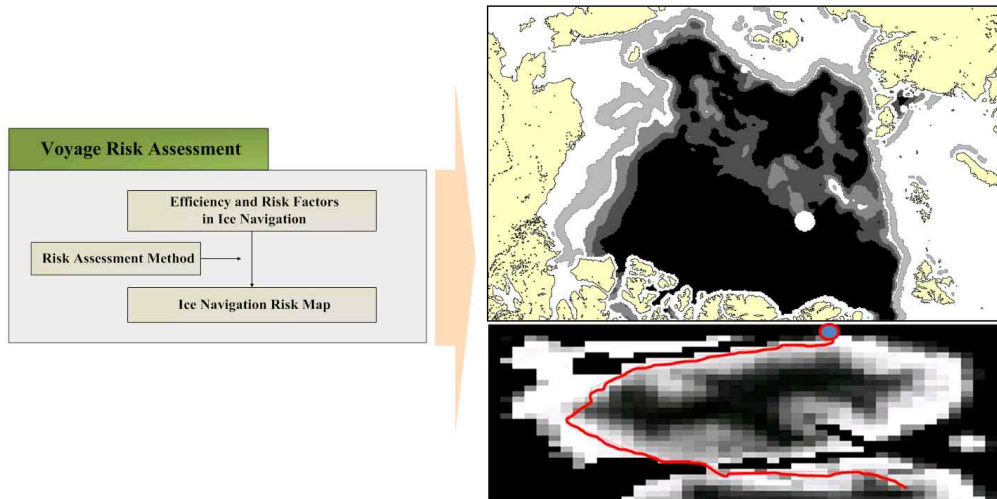 Voyage Risk Assessment
Efficiency and Risk Factors
in Ice Navigation
Risk Assessment Method
Ice Navigation Risk Map